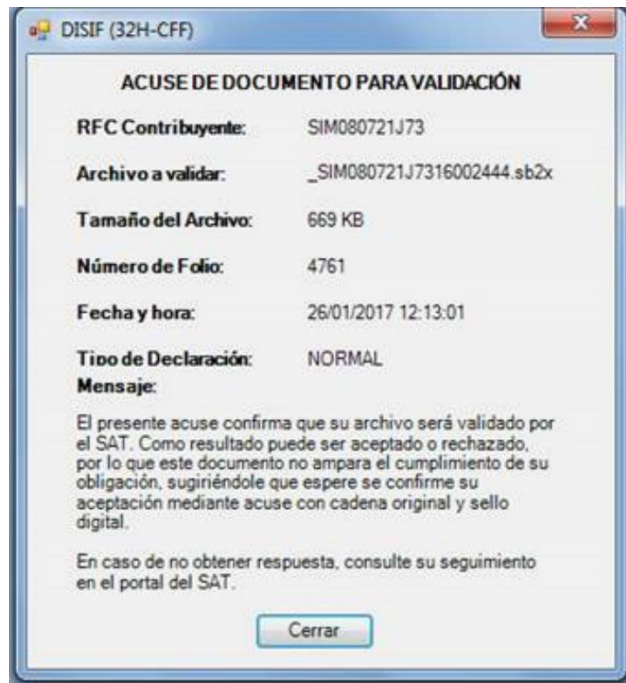 DISIF (32H-CFF)
ACUSE DE DOCUMENTO PARA VALIDACIÓN
RFC Contribuyente: SIM080721J73
Archivo a validar: _SIM080721J7316002444.sb2x
Tamaño del Archivo: 669 KB
Número de Folio: 4761
Fecha y hora: 26/01/2017 12:13:01
Tipo de Declaración: NORMAL
Mensaje:
El presente acuse confirma que su archivo será validado por
el SAT. Como resultado puede ser aceptado o rechazado,
por lo que este documento no ampara el cumplimiento de su
obligación, sugiriéndole que espere se confirme su
aceptación mediante acuse con cadena original y sello
digital.
En caso de no obtener respuesta, consulte su seguimiento
en el portal del SAT.
Cerrar